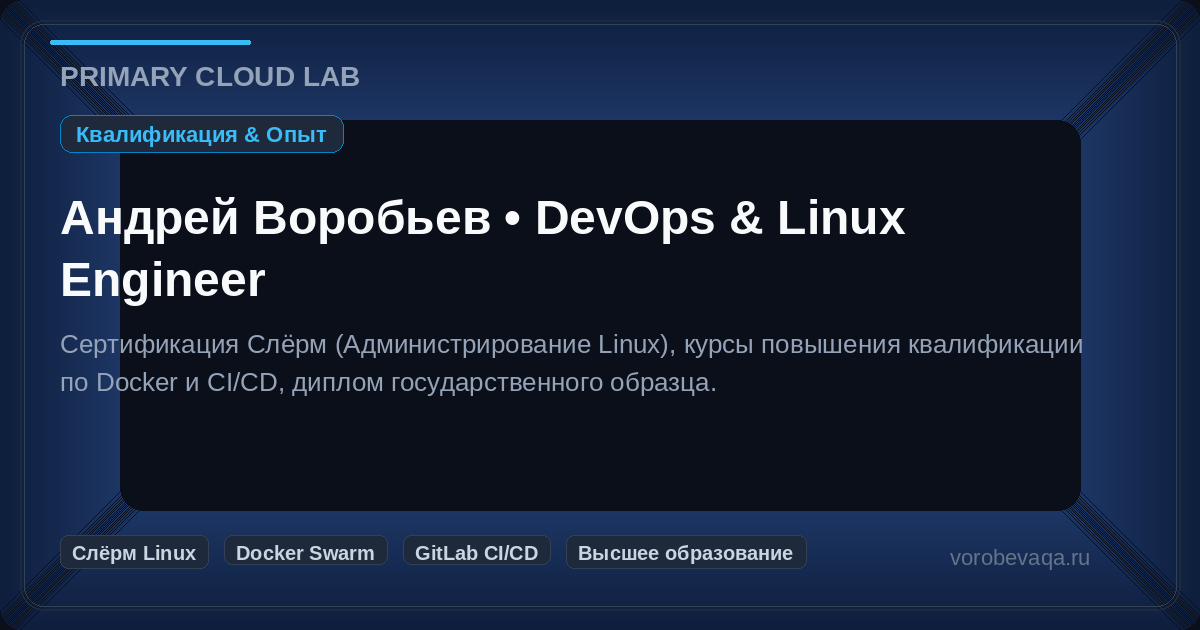 PRIMARY CLOUD LAB
Квалификация & Опыт
Андрей Воробьев • DevOps & Linux
Engineer
Сертификация Слёрм (Администрирование Linux), курсы повышения квалификации
по Docker и CI/CD, диплом государственного образца.
Слёрм Linux
Docker Swarm
GitLab CI/CD
Высшее образование
vorobevaqa.ru